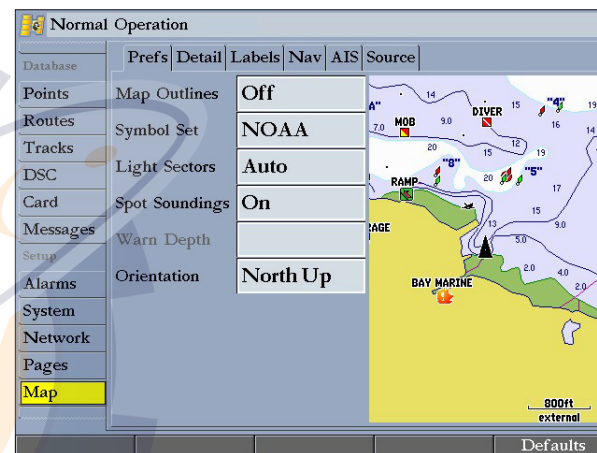 Normal Operation
Prefs Detail Labels Nav AIS Source
Database
Points
Routes
Tracks
DSC
Card
Messages
Setup
Alarms
System
Network
Pages
Map
Map Outlines Off
Symbol Set NOAA
Light Sectors Auto
Spot Soundings On
Warn Depth
Orientation North Up
14 15 "4" 19
A" DIVER
MOB 9.0 16 14
7.0
12
20 15 19
"8"
20 "5"
RAMP 17
15
AGE 13 9.0
5.0
2.0 4.0
BAY MARINE 2.0
800ft
external
Defaults